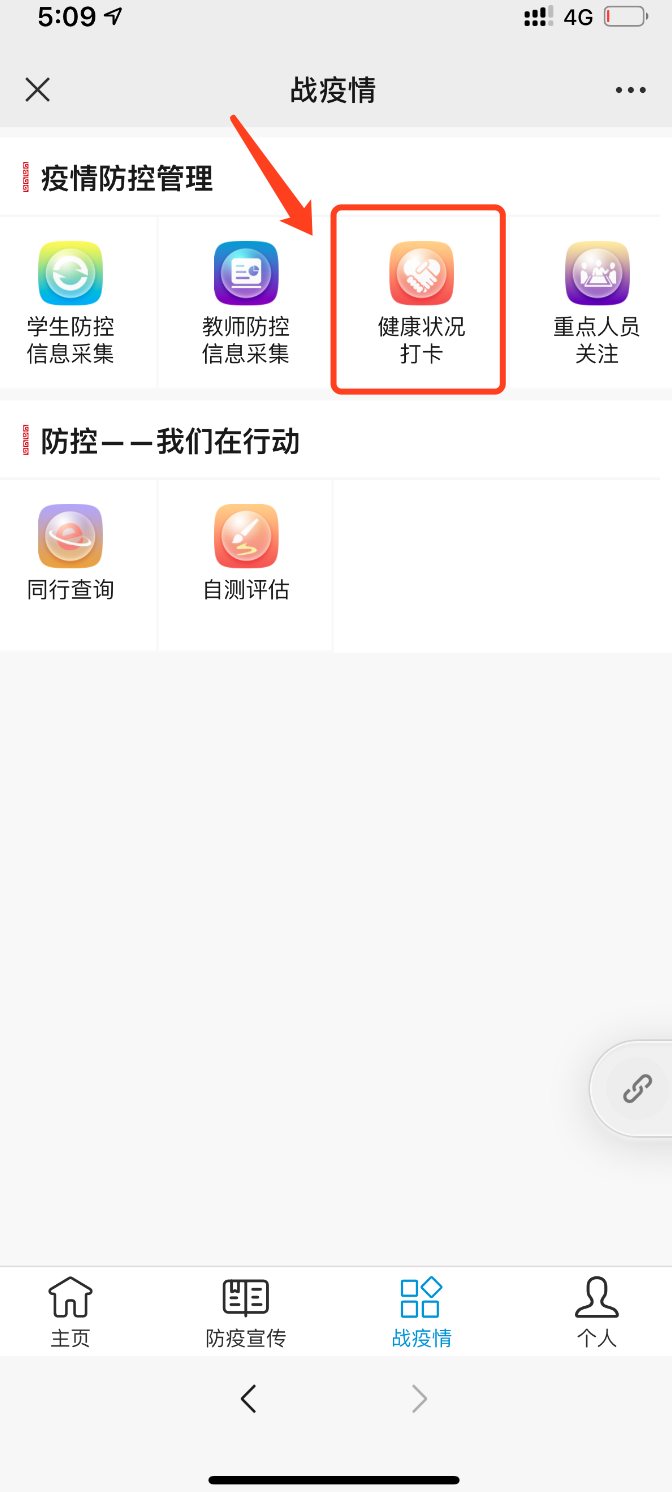 5:09
4G
战疫情
疫情防控管理
学生防控
信息采集
教师防控
信息采集
健康状况
打卡
重点人员
关注
防控——我们在行动
同行查询
自测评估
主页
防疫宣传
战疫情
个人